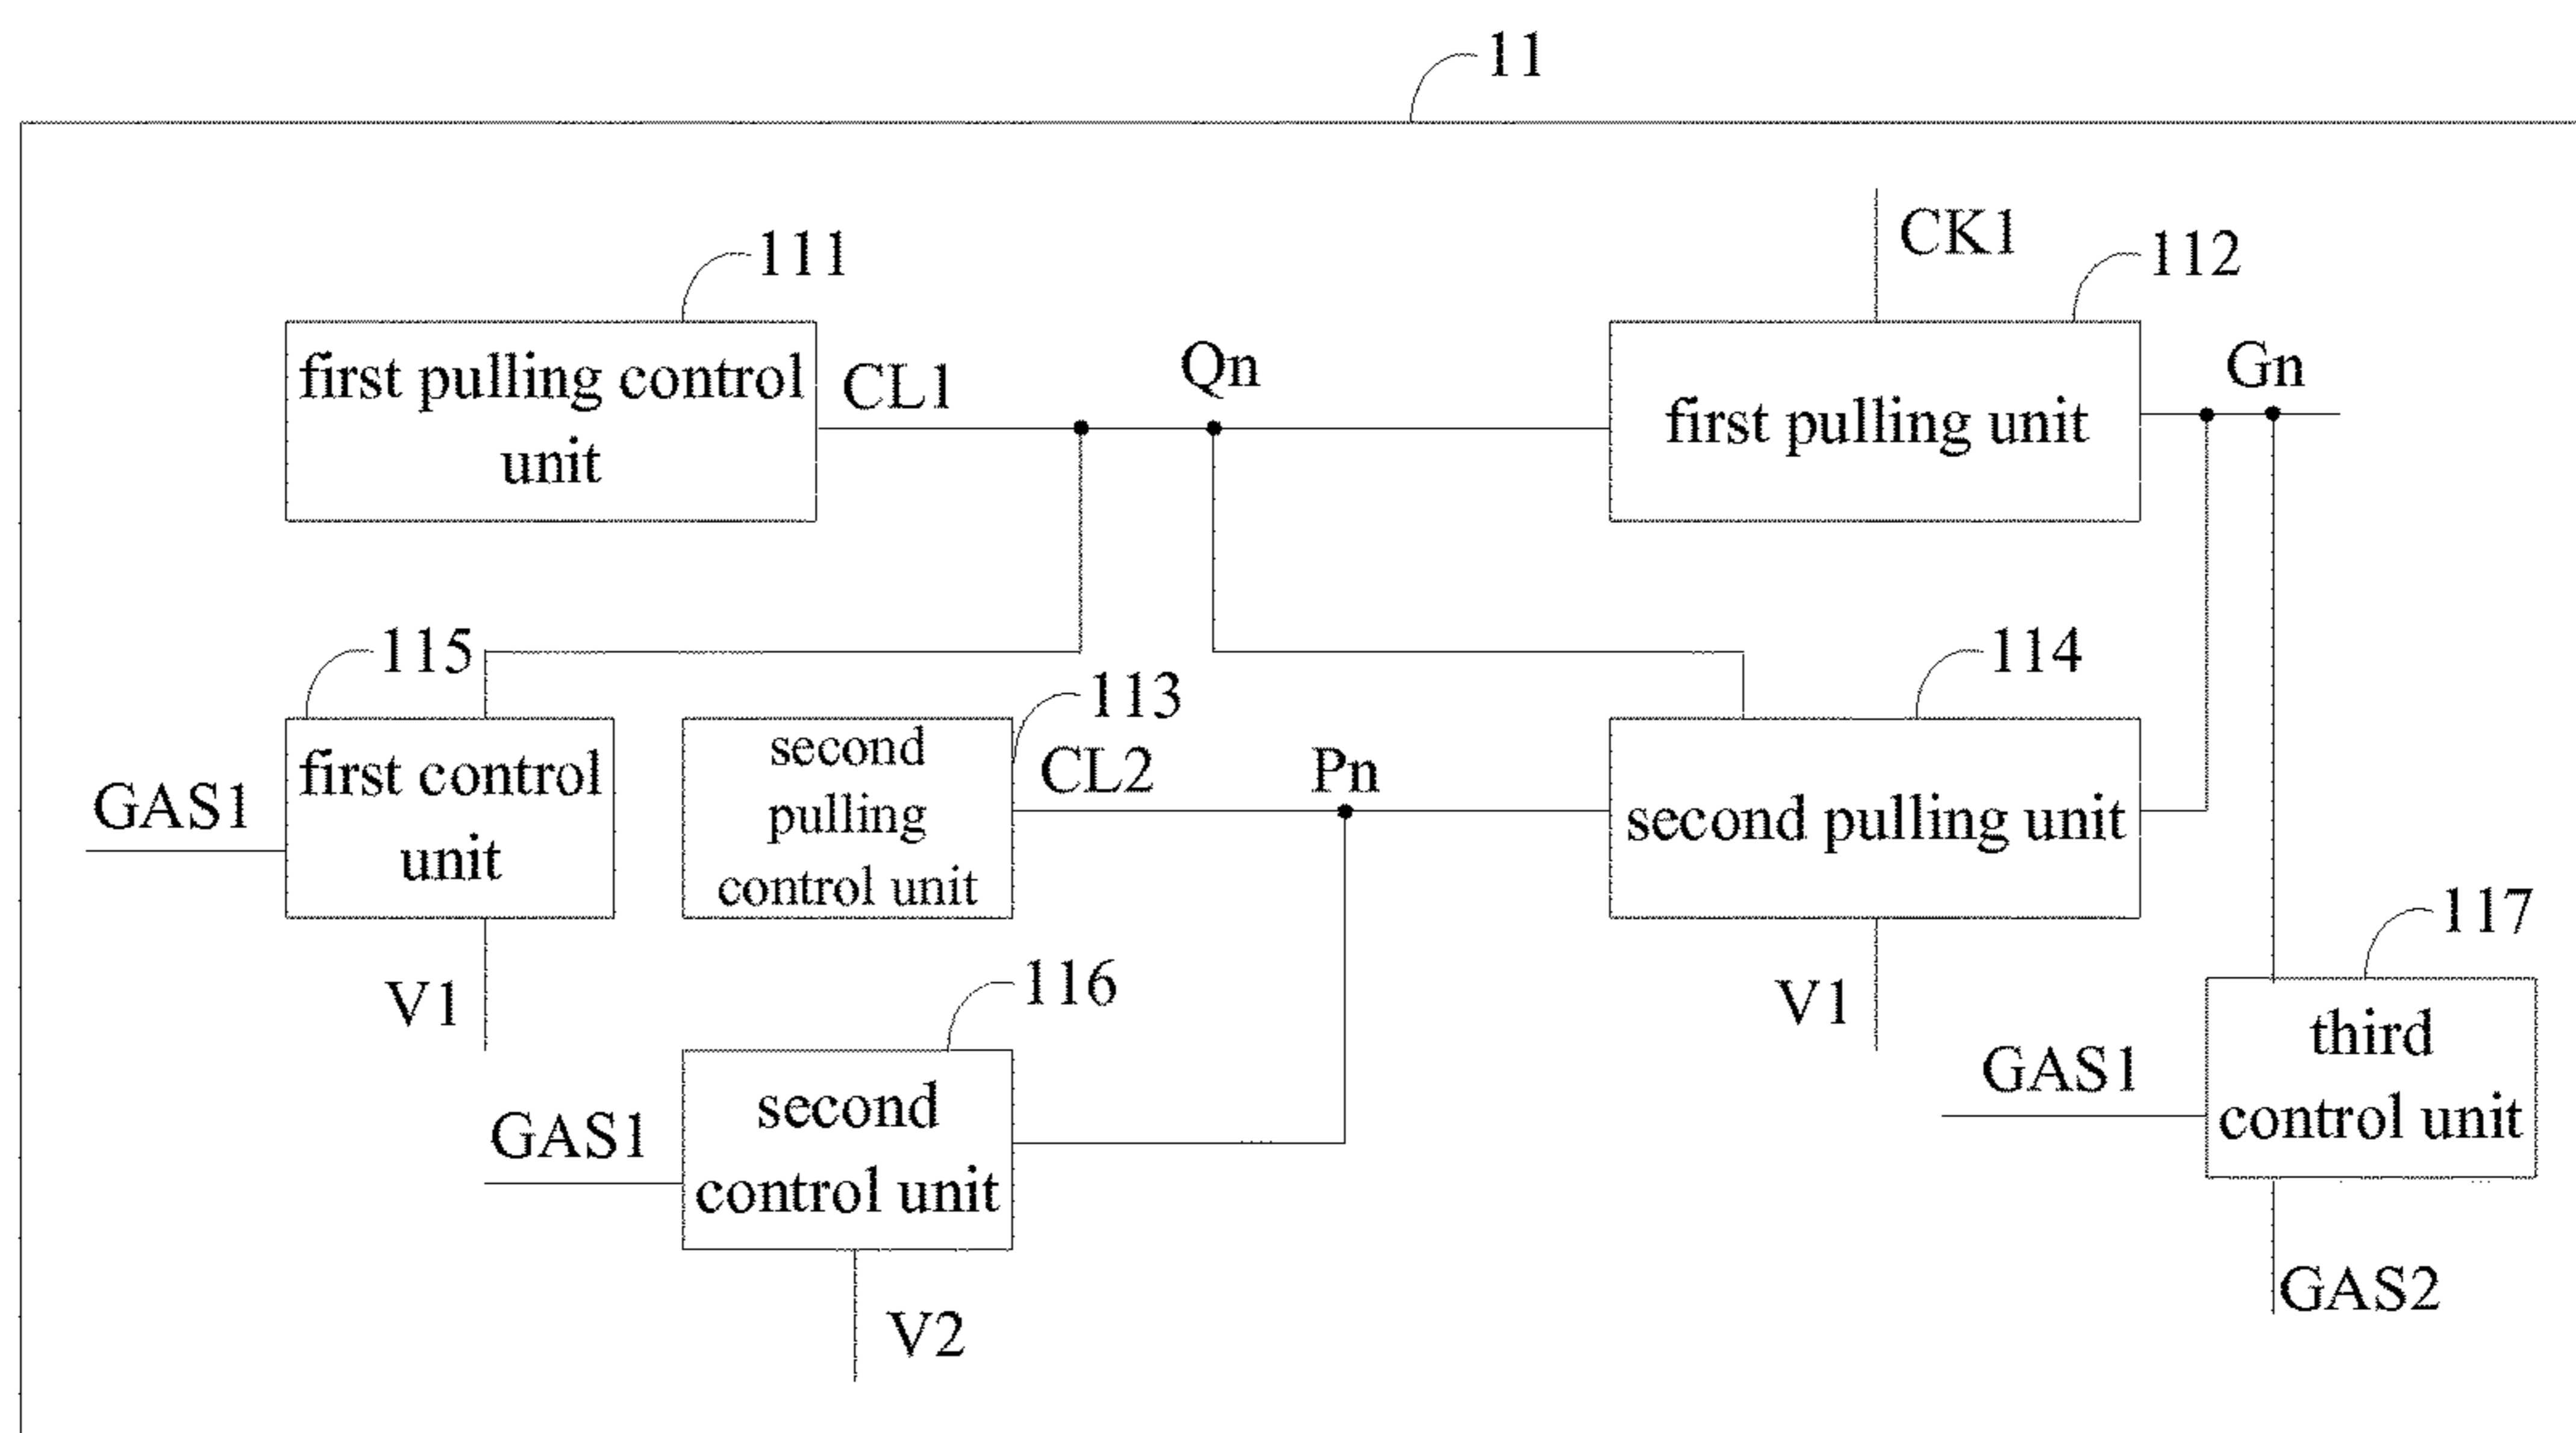 11
CK1
111
112
first pulling control
unit
CL1
Qn
first pulling unit
Gn
115
113
114
GAS1
first control
unit
second
pulling
control unit
CL2
Pn
second pulling unit
117
V1
116
V1
GAS1
second
control unit
GAS1
third
control unit
V2
GAS2